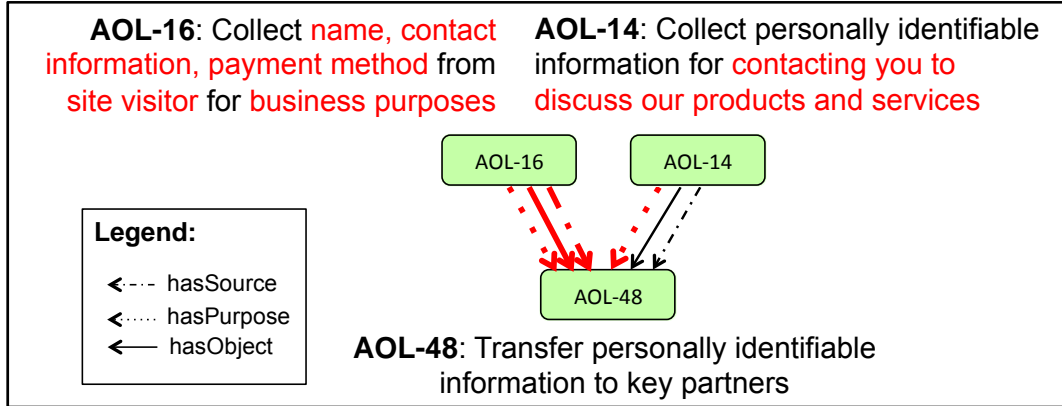 AOL-16: Collect name, contact
information, payment method from
site visitor for business purposes
AOL-14: Collect personally identifiable
information for contacting you to
discuss our products and services
AOL-16
AOL-14
Legend:
hasSource
hasPurpose
hasObject
AOL-48
AOL-48: Transfer personally identifiable
information to key partners